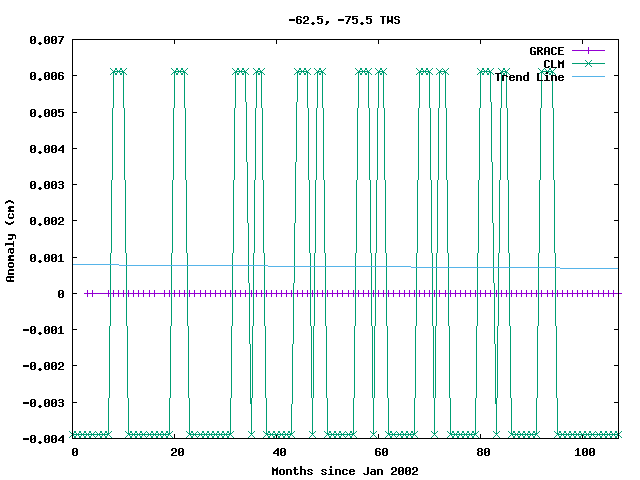 -62.5, -75.5 TWS
GRACE
CLM
Trend Line
0.007
0.006
0.005
0.004
0.003
0.002
0.001
0
-0.001
-0.002
-0.003
-0.004
Anomaly (cm)
0 20 40 60 80 100
Months since Jan 2002